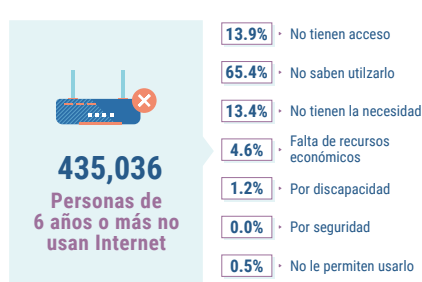 435,036
Personas de
6 años o más no
usan Internet
13.9% No tienen acceso
65.4% No saben utilzarlo
13.4% No tienen la necesidad
4.6% Falta de recursos
económicos
1.2% Por discapacidad
0.0% Por seguridad
0.5% No le permiten usarlo